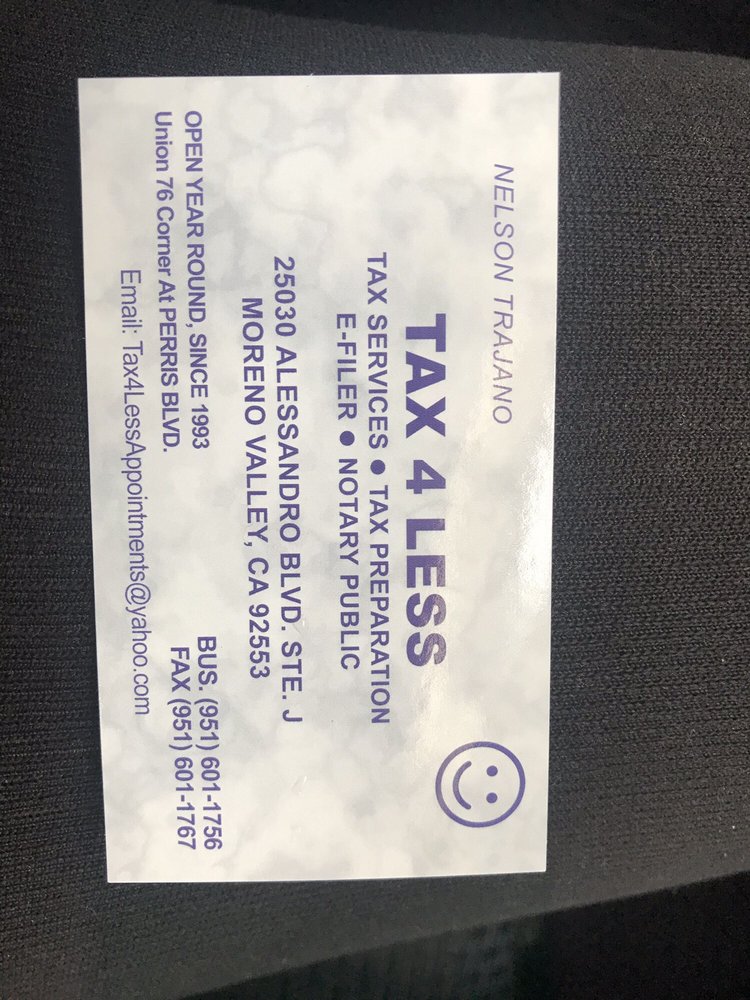 NELSON TRAJANO
TAX 4 LESS
TAX SERVICES ● TAX PREPARATION
E-FILER ● NOTARY PUBLIC
25030 ALESSANDRO BLVD. STE. J
MORENO VALLEY, CA 92553
OPEN YEAR ROUND, SINCE 1993
Union 76 Corner At PERRIS BLVD.
BUS. (951) 601-1756
FAX (951) 601-1767
Email: Tax4LessAppointments@yahoo.com